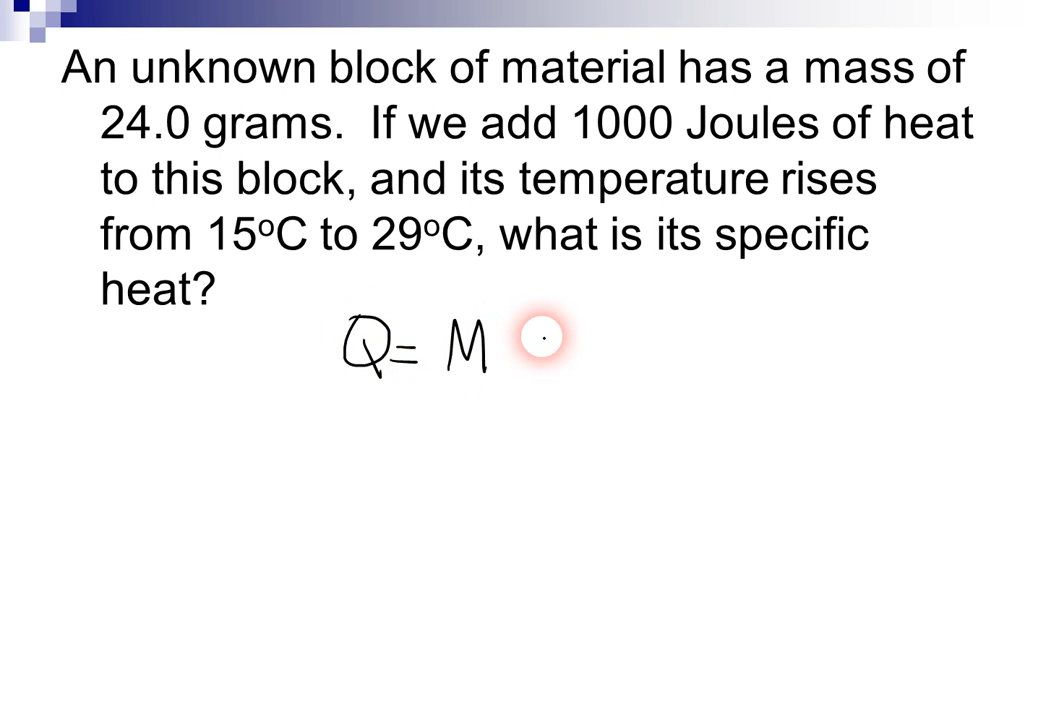 An unknown block of material has a mass of
24.0 grams. If we add 1000 Joules of heat
to this block, and its temperature rises
from 15ºC to 29ºC, what is its specific
heat?
Q= M